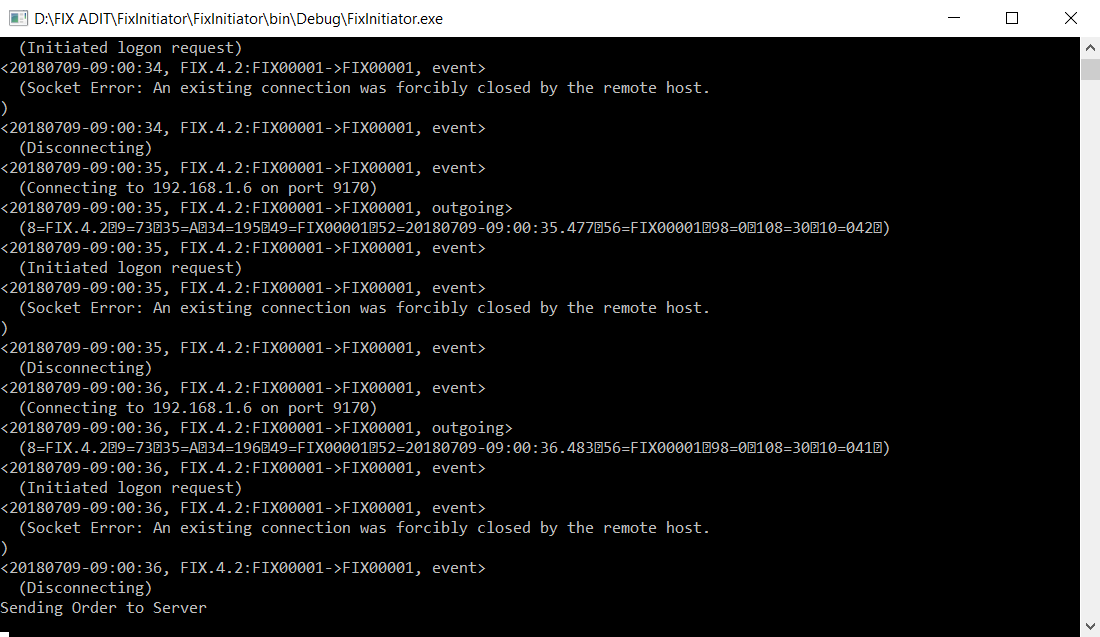 D:\FIX ADIT\FixInitiator\FixInitiator\bin\Debug\FixInitiator.exe
(Initiated logon request)
<20180709-09:00:34, FIX.4.2:FIX00001->FIX00001, event>
(Socket Error: An existing connection was forcibly closed by the remote host.
)
<20180709-09:00:34, FIX.4.2:FIX00001->FIX00001, event>
(Disconnecting)
<20180709-09:00:35, FIX.4.2:FIX00001->FIX00001, event>
(Connecting to 192.168.1.6 on port 9170)
<20180709-09:00:35, FIX.4.2:FIX00001->FIX00001, outgoing>
(8=FIX.4.2⍰9=73⍰35=A⍰34=195⍰49=FIX00001⍰52=20180709-09:00:35.477⍰56=FIX00001⍰98=0⍰108=30⍰10=042⍰)
<20180709-09:00:35, FIX.4.2:FIX00001->FIX00001, event>
(Initiated logon request)
<20180709-09:00:35, FIX.4.2:FIX00001->FIX00001, event>
(Socket Error: An existing connection was forcibly closed by the remote host.
)
<20180709-09:00:35, FIX.4.2:FIX00001->FIX00001, event>
(Disconnecting)
<20180709-09:00:36, FIX.4.2:FIX00001->FIX00001, event>
(Connecting to 192.168.1.6 on port 9170)
<20180709-09:00:36, FIX.4.2:FIX00001->FIX00001, outgoing>
(8=FIX.4.2⍰9=73⍰35=A⍰34=196⍰49=FIX00001⍰52=20180709-09:00:36.483⍰56=FIX00001⍰98=0⍰108=30⍰10=041⍰)
<20180709-09:00:36, FIX.4.2:FIX00001->FIX00001, event>
(Initiated logon request)
<20180709-09:00:36, FIX.4.2:FIX00001->FIX00001, event>
(Socket Error: An existing connection was forcibly closed by the remote host.
)
<20180709-09:00:36, FIX.4.2:FIX00001->FIX00001, event>
(Disconnecting)
Sending Order to Server